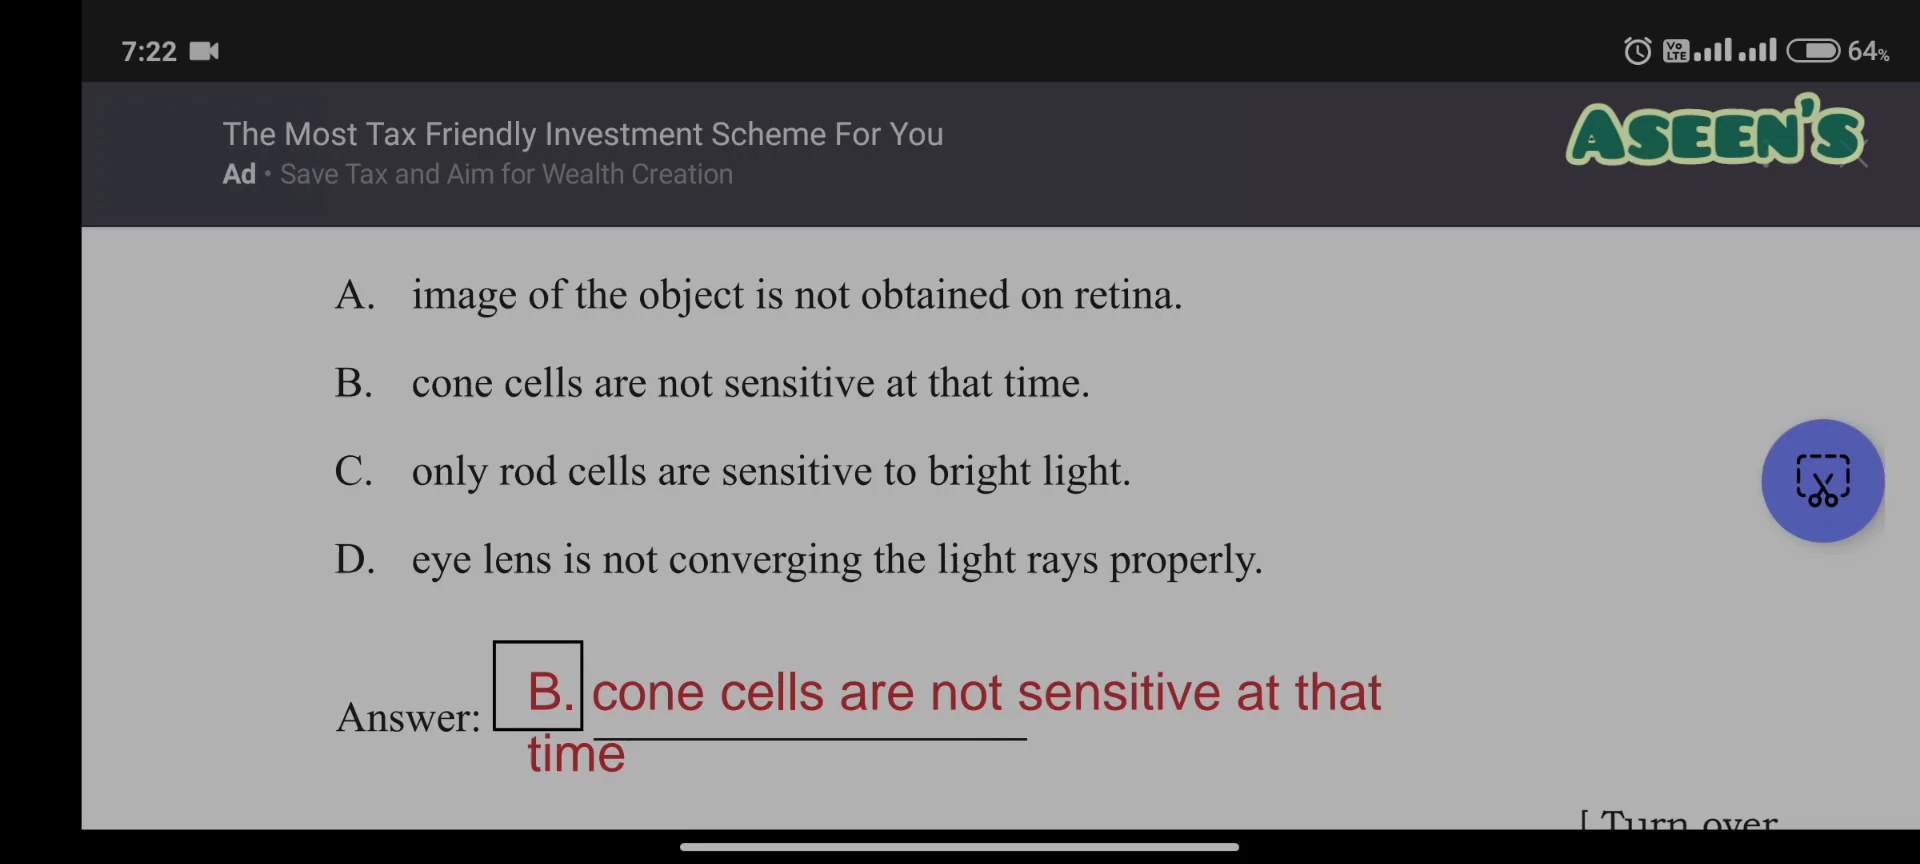 7:22 Vo LTE 64%
The Most Tax Friendly Investment Scheme For You
ASEEN'S
Ad • Save Tax and Aim for Wealth Creation
A. image of the object is not obtained on retina.
B. cone cells are not sensitive at that time.
C. only rod cells are sensitive to bright light.
D. eye lens is not converging the light rays properly.
Answer: B. cone cells are not sensitive at that
time
[ Turn over